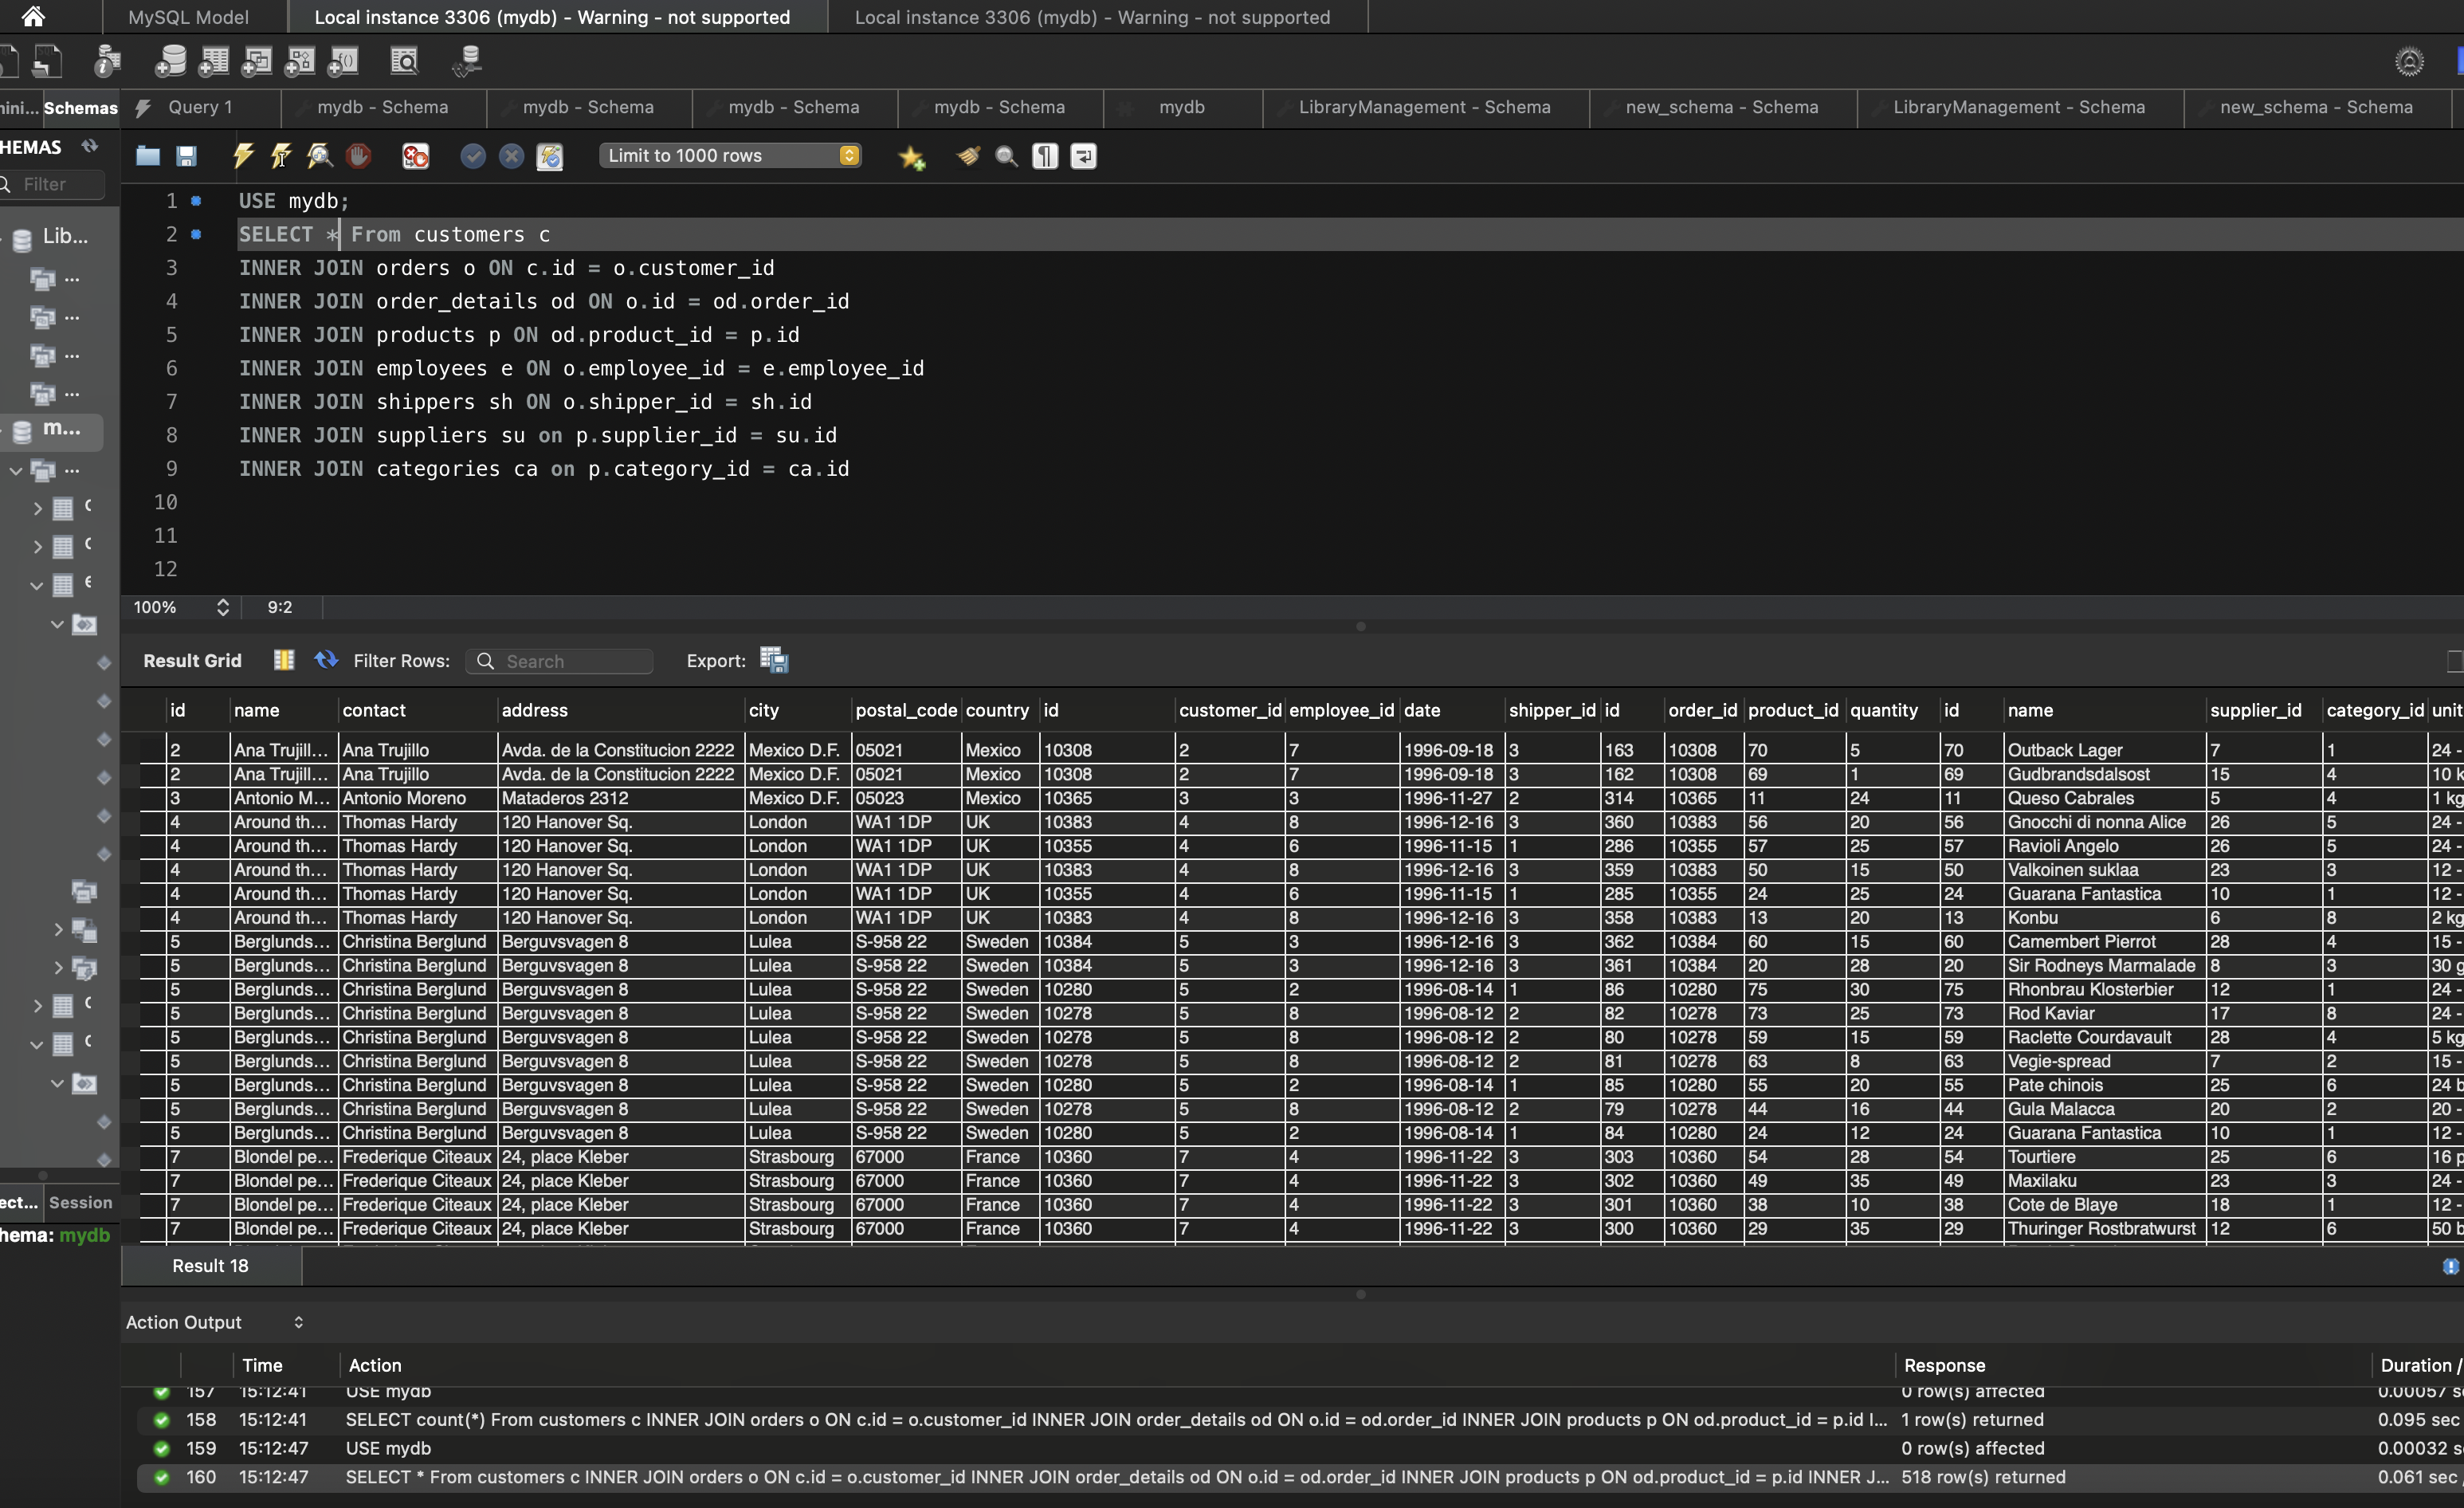 MySQL Model	Local instance 3306 (mydb) - Warning - not supported	Local instance 3306 (mydb) - Warning - not supported
Schemas	Query 1	mydb - Schema	mydb - Schema	mydb - Schema	mydb - Schema	mydb	LibraryManagement - Schema	new_schema - Schema	LibraryManagement - Schema	new_schema - Schema
HEMAS
Limit to 1000 rows
Filter
Lib...
...
...
...
...
m...
...
1 USE mydb;
2 SELECT * From customers c
3 INNER JOIN orders o ON c.id = o.customer_id
4 INNER JOIN order_details od ON o.id = od.order_id
5 INNER JOIN products p ON od.product_id = p.id
6 INNER JOIN employees e ON o.employee_id = e.employee_id
7 INNER JOIN shippers sh ON o.shipper_id = sh.id
8 INNER JOIN suppliers su on p.supplier_id = su.id
9 INNER JOIN categories ca on p.category_id = ca.id
10
11
12
100%	9:2
Result Grid	Filter Rows:	Search	Export:
id	name	contact	address	city	postal_code	country	id	customer_id	employee_id	date	shipper_id	id	order_id	product_id	quantity	id	name	supplier_id	category_id	unit
2	Ana Trujill...	Ana Trujillo	Avda. de la Constitucion 2222	Mexico D.F.	05021	Mexico	10308	2	7	1996-09-18	3	163	10308	70	5	70	Outback Lager	7	1	24 -
2	Ana Trujill...	Ana Trujillo	Avda. de la Constitucion 2222	Mexico D.F.	05021	Mexico	10308	2	7	1996-09-18	3	162	10308	69	1	69	Gudbrandsdalsost	15	4	10 k
3	Antonio M...	Antonio Moreno	Mataderos 2312	Mexico D.F.	05023	Mexico	10365	3	3	1996-11-27	2	314	10365	11	24	11	Queso Cabrales	5	4	1 kg
4	Around th...	Thomas Hardy	120 Hanover Sq.	London	WA1 1DP	UK	10383	4	8	1996-12-16	3	360	10383	56	20	56	Gnocchi di nonna Alice	26	5	24 -
4	Around th...	Thomas Hardy	120 Hanover Sq.	London	WA1 1DP	UK	10355	4	6	1996-11-15	1	286	10355	57	25	57	Ravioli Angelo	26	5	24 -
4	Around th...	Thomas Hardy	120 Hanover Sq.	London	WA1 1DP	UK	10383	4	8	1996-12-16	3	359	10383	50	15	50	Valkoinen suklaa	23	3	12 -
4	Around th...	Thomas Hardy	120 Hanover Sq.	London	WA1 1DP	UK	10355	4	6	1996-11-15	1	285	10355	24	25	24	Guarana Fantastica	10	1	12 -
4	Around th...	Thomas Hardy	120 Hanover Sq.	London	WA1 1DP	UK	10383	4	8	1996-12-16	3	358	10383	13	20	13	Konbu	6	8	2 kg
5	Berglunds...	Christina Berglund	Berguvsvagen 8	Lulea	S-958 22	Sweden	10384	5	3	1996-12-16	3	362	10384	60	15	60	Camembert Pierrot	28	4	15 -
5	Berglunds...	Christina Berglund	Berguvsvagen 8	Lulea	S-958 22	Sweden	10384	5	3	1996-12-16	3	361	10384	20	28	20	Sir Rodneys Marmalade	8	3	30 g
5	Berglunds...	Christina Berglund	Berguvsvagen 8	Lulea	S-958 22	Sweden	10280	5	2	1996-08-14	1	86	10280	75	30	75	Rhonbrau Klosterbier	12	1	24 -
5	Berglunds...	Christina Berglund	Berguvsvagen 8	Lulea	S-958 22	Sweden	10278	5	8	1996-08-12	2	82	10278	73	25	73	Rod Kaviar	17	8	24 -
5	Berglunds...	Christina Berglund	Berguvsvagen 8	Lulea	S-958 22	Sweden	10278	5	8	1996-08-12	2	80	10278	59	15	59	Raclette Courdavault	28	4	5 kg
5	Berglunds...	Christina Berglund	Berguvsvagen 8	Lulea	S-958 22	Sweden	10278	5	8	1996-08-12	2	81	10278	63	8	63	Vegie-spread	7	2	15 -
5	Berglunds...	Christina Berglund	Berguvsvagen 8	Lulea	S-958 22	Sweden	10280	5	2	1996-08-14	1	85	10280	55	20	55	Pate chinois	25	6	24 b
5	Berglunds...	Christina Berglund	Berguvsvagen 8	Lulea	S-958 22	Sweden	10278	5	8	1996-08-12	2	79	10278	44	16	44	Gula Malacca	20	2	20 -
5	Berglunds...	Christina Berglund	Berguvsvagen 8	Lulea	S-958 22	Sweden	10280	5	2	1996-08-14	1	84	10280	24	12	24	Guarana Fantastica	10	1	12 -
7	Blondel pe...	Frederique Citeaux	24, place Kleber	Strasbourg	67000	France	10360	7	4	1996-11-22	3	303	10360	54	28	54	Tourtiere	25	6	16 p
7	Blondel pe...	Frederique Citeaux	24, place Kleber	Strasbourg	67000	France	10360	7	4	1996-11-22	3	302	10360	49	35	49	Maxilaku	23	3	24 -
7	Blondel pe...	Frederique Citeaux	24, place Kleber	Strasbourg	67000	France	10360	7	4	1996-11-22	3	301	10360	38	10	38	Cote de Blaye	18	1	12 -
7	Blondel pe...	Frederique Citeaux	24, place Kleber	Strasbourg	67000	France	10360	7	4	1996-11-22	3	300	10360	29	35	29	Thuringer Rostbratwurst	12	6	50 b
ect...	Session
hema: mydb
Result 18
Action Output
Time	Action	Response	Duration /
157	15:12:41	USE mydb	0 row(s) affected	0.00057 s
158	15:12:41	SELECT count(*) From customers c INNER JOIN orders o ON c.id = o.customer_id INNER JOIN order_details od ON o.id = od.order_id INNER JOIN products p ON od.product_id = p.id I...	1 row(s) returned	0.095 sec
159	15:12:47	USE mydb	0 row(s) affected	0.00032 s
160	15:12:47	SELECT * From customers c INNER JOIN orders o ON c.id = o.customer_id INNER JOIN order_details od ON o.id = od.order_id INNER JOIN products p ON od.product_id = p.id INNER J...	518 row(s) returned	0.061 sec